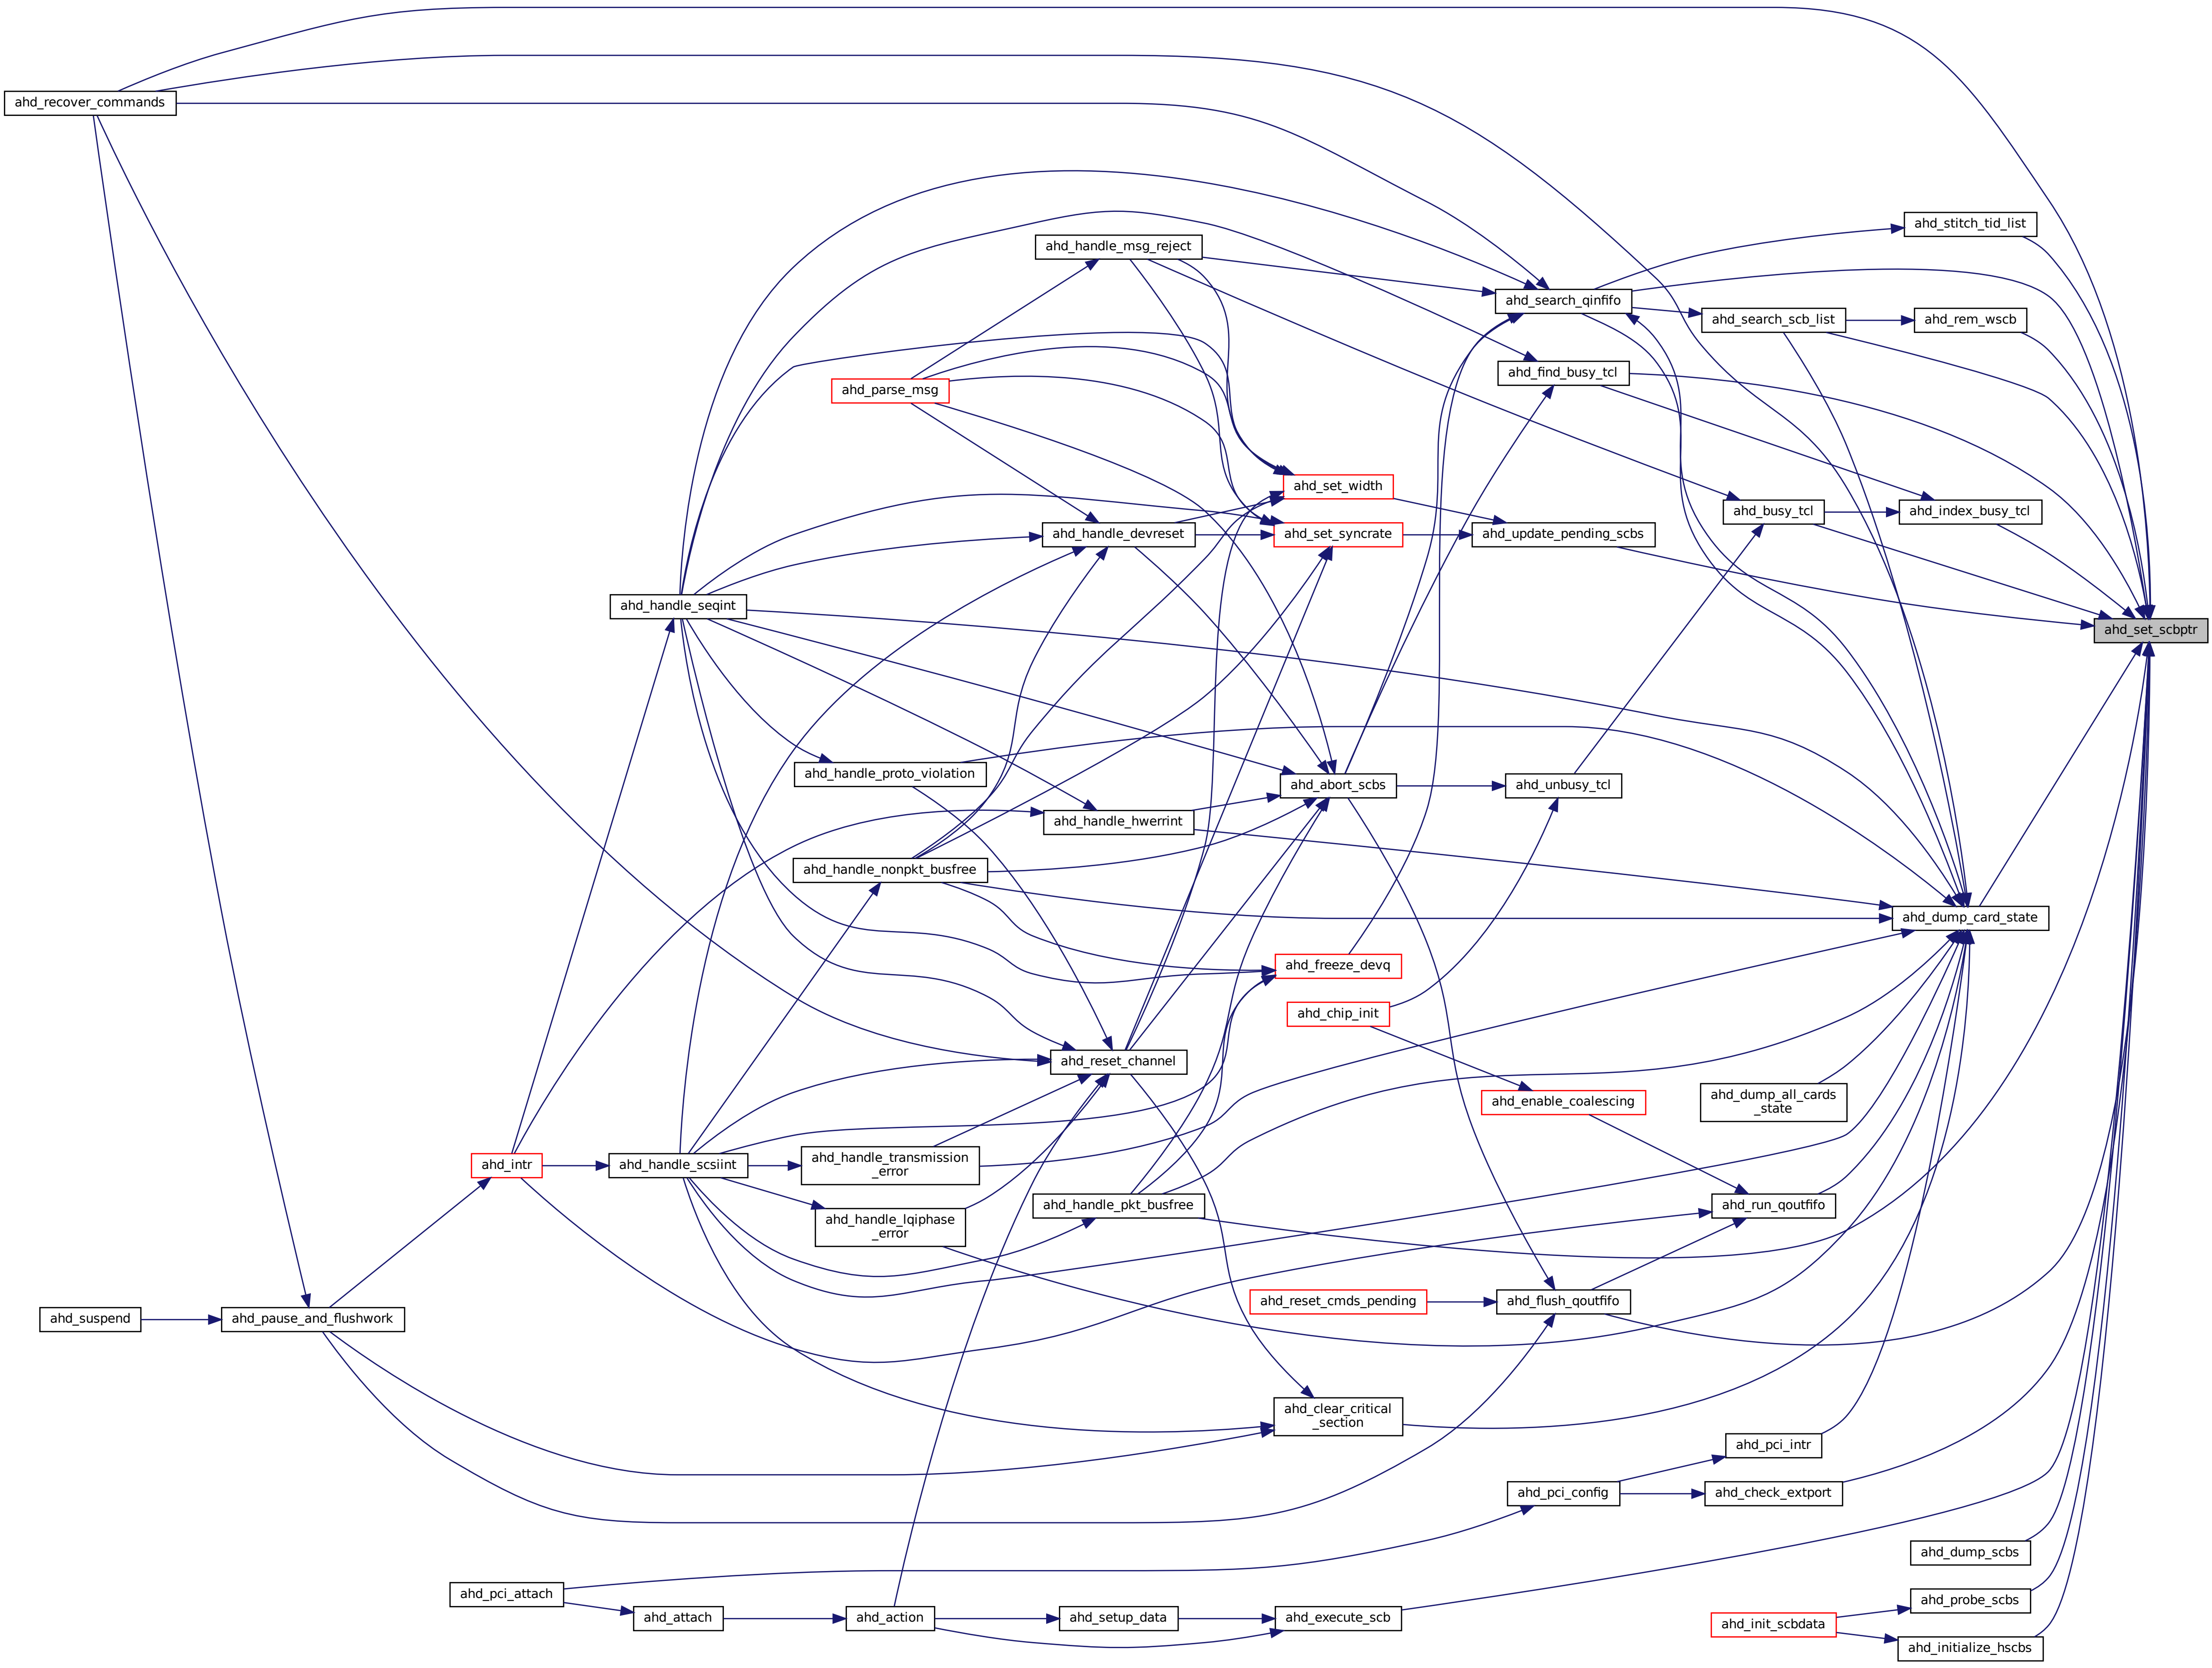 ahd_recover_commands
ahd_stitch_tid_list
ahd_handle_msg_reject
ahd_search_qinfifo
ahd_search_scb_list
ahd_rem_wscb
ahd_find_busy_tcl
ahd_parse_msg
ahd_set_width
ahd_busy_tcl
ahd_index_busy_tcl
ahd_handle_devreset
ahd_set_syncrate
ahd_update_pending_scbs
ahd_handle_seqint
ahd_set_scbptr
ahd_handle_proto_violation
ahd_abort_scbs
ahd_unbusy_tcl
ahd_handle_hwerrint
ahd_handle_nonpkt_busfree
ahd_dump_card_state
ahd_freeze_devq
ahd_chip_init
ahd_reset_channel
ahd_enable_coalescing
ahd_dump_all_cards
_state
ahd_intr
ahd_handle_scsiint
ahd_handle_transmission
_error
ahd_handle_pkt_busfree
ahd_run_qoutfifo
ahd_handle_lqiphase
_error
ahd_reset_cmds_pending
ahd_flush_qoutfifo
ahd_suspend
ahd_pause_and_flushwork
ahd_clear_critical
_section
ahd_pci_intr
ahd_pci_config
ahd_check_extport
ahd_dump_scbs
ahd_pci_attach
ahd_probe_scbs
ahd_attach
ahd_action
ahd_setup_data
ahd_execute_scb
ahd_init_scbdata
ahd_initialize_hscbs